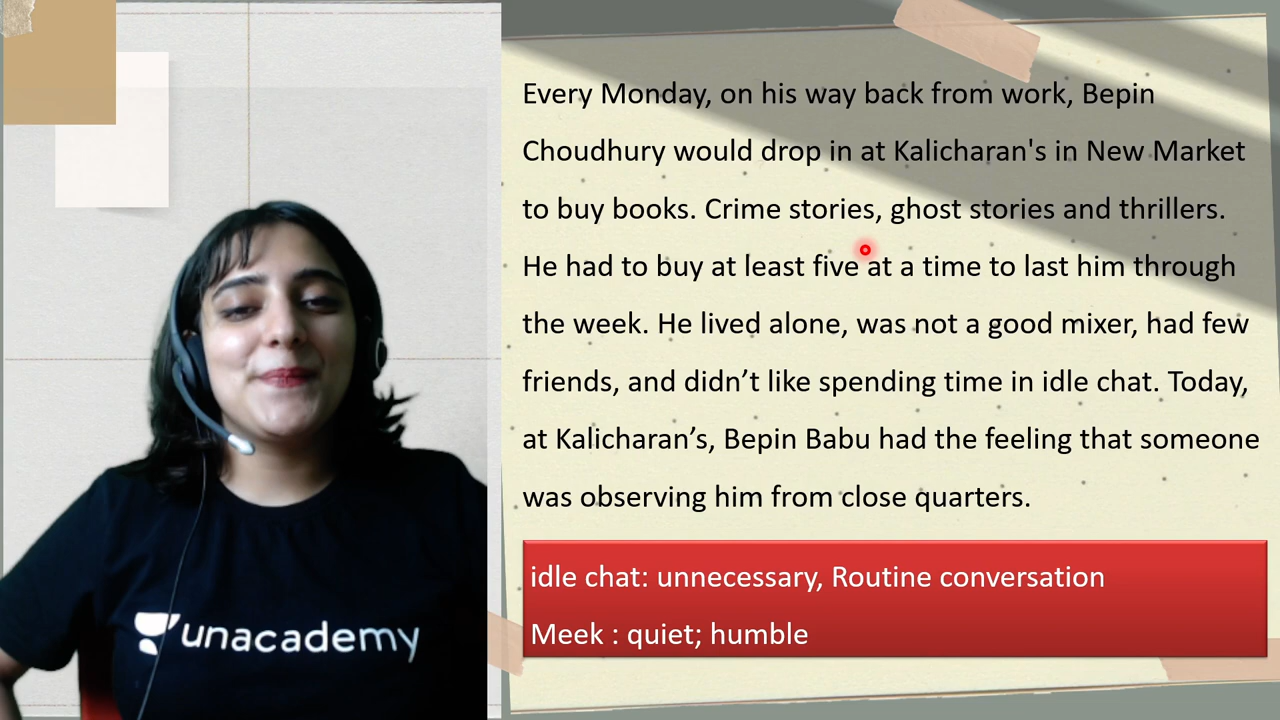 Every Monday, on his way back from work, Bepin
Choudhury would drop in at Kalicharan's in New Market
to buy books. Crime stories, ghost stories and thrillers.
He had to buy at least five at a time to last him through
the week. He lived alone, was not a good mixer, had few
friends, and didn’t like spending time in idle chat. Today,
at Kalicharan’s, Bepin Babu had the feeling that someone
was observing him from close quarters.
idle chat: unnecessary, Routine conversation
Meek : quiet; humble
unacademy